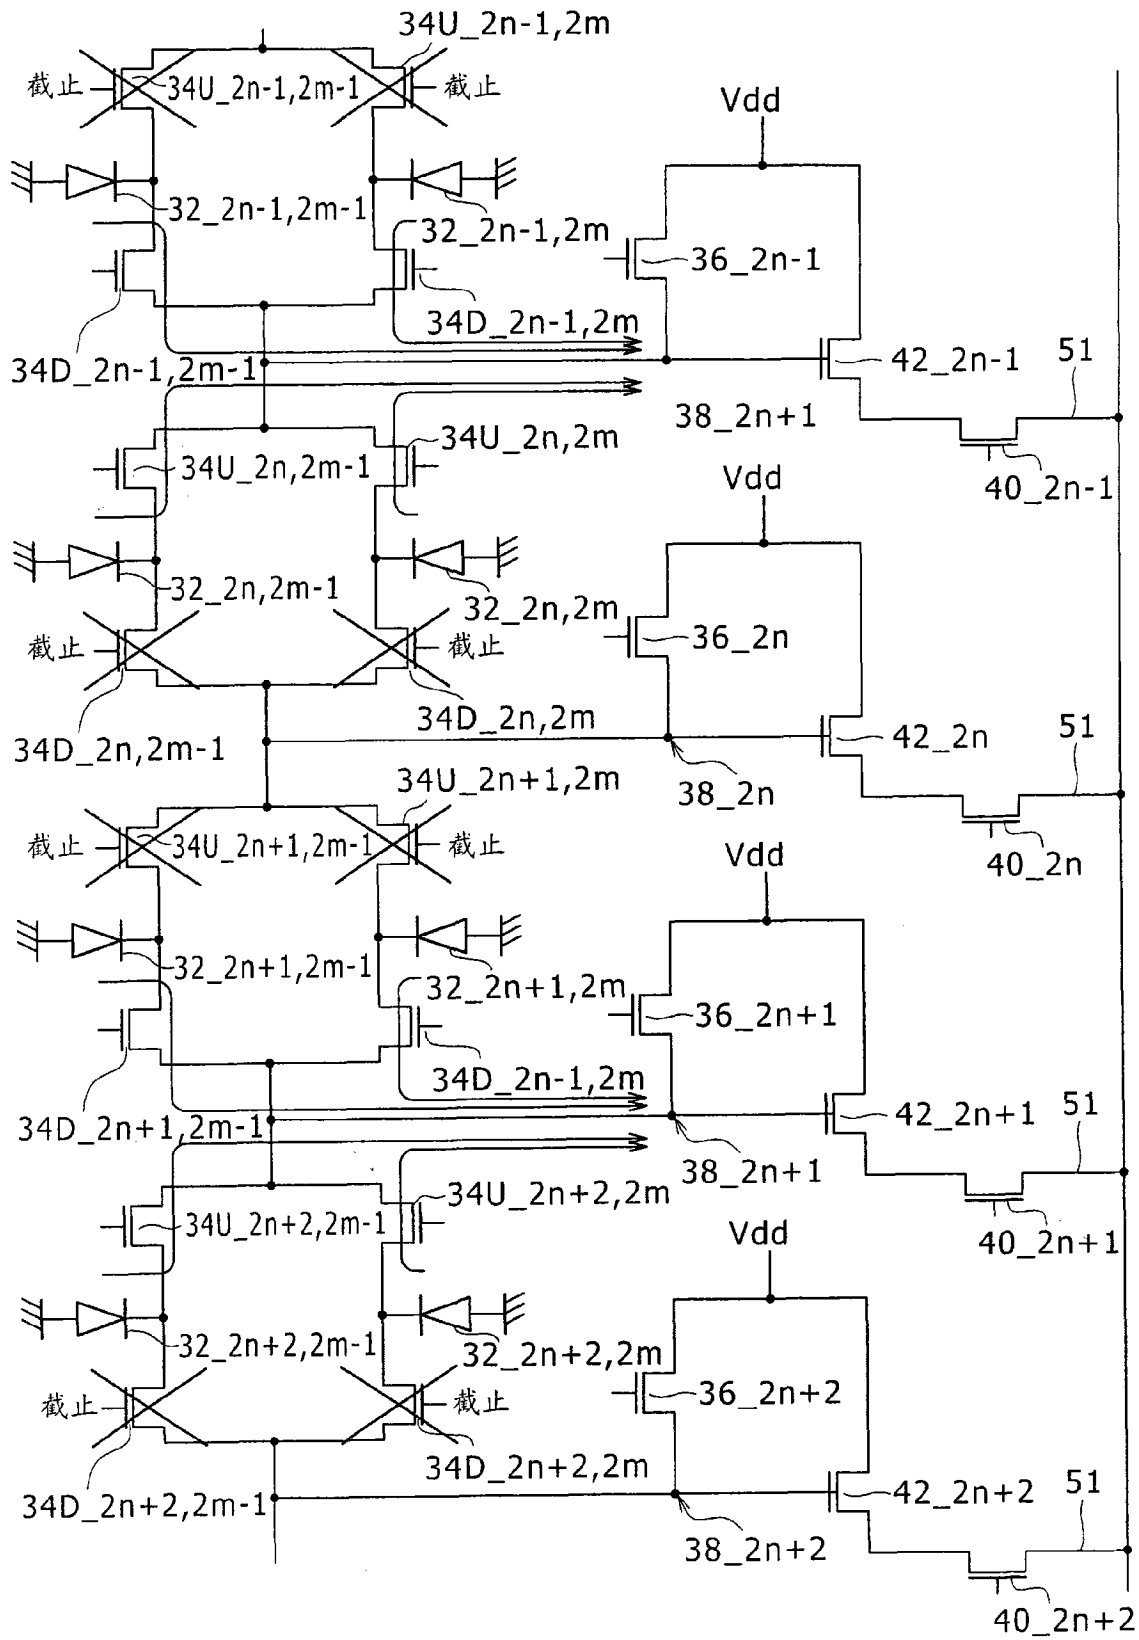 34U_2n-1,2m
截止
34U_2n-1,2m-1
截止
Vdd
32_2n-1,2m-1
32_2n-1,2m
36_2n-1
34D_2n-1,2m
34D_2n-1,2m-1
42_2n-1
51
38_2n+1
34U_2n,2m
34U_2n,2m-1
40_2n-1
Vdd
32_2n,2m-1
32_2n,2m
36_2n
截止
截止
34D_2n,2m
34D_2n,2m-1
42_2n
51
38_2n
34U_2n+1,2m
截止
34U_2n+1,2m-1
截止
40_2n
Vdd
32_2n+1,2m-1
32_2n+1,2m
36_2n+1
34D_2n-1,2m
34D_2n+1,2m-1
42_2n+1
51
38_2n+1
34U_2n+2,2m
34U_2n+2,2m-1
40_2n+1
Vdd
32_2n+2,2m-1
32_2n+2,2m
36_2n+2
截止
截止
34D_2n+2,2m
34D_2n+2,2m-1
42_2n+2
51
38_2n+2
40_2n+2